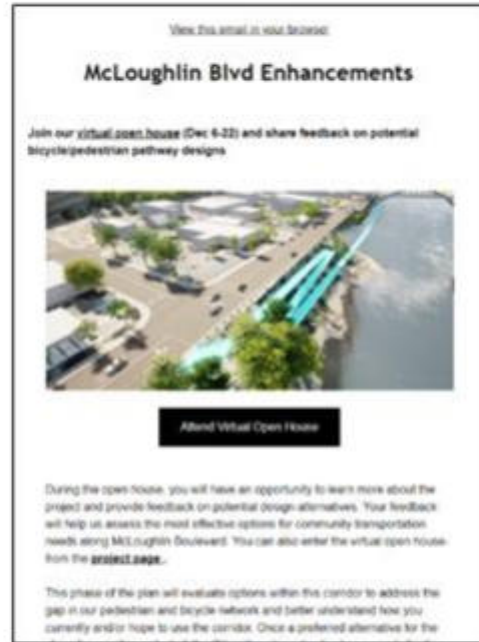 View this email in your browser
McLoughlin Blvd Enhancements
Join our virtual open house (Dec 6-22) and share feedback on potential
bicycle/pedestrian pathway designs
Attend Virtual Open House
During the open house, you will have an opportunity to learn more about the
project and provide feedback on potential design alternatives. Your feedback
will help us assess the most effective options for community transportation
needs along McLoughlin Boulevard. You can also enter the virtual open house
from the project page.
This phase of the plan will evaluate options within this corridor to address the
gap in our pedestrian and bicycle network and better understand how you
currently and/or hope to use the corridor. Once a preferred alternative for the